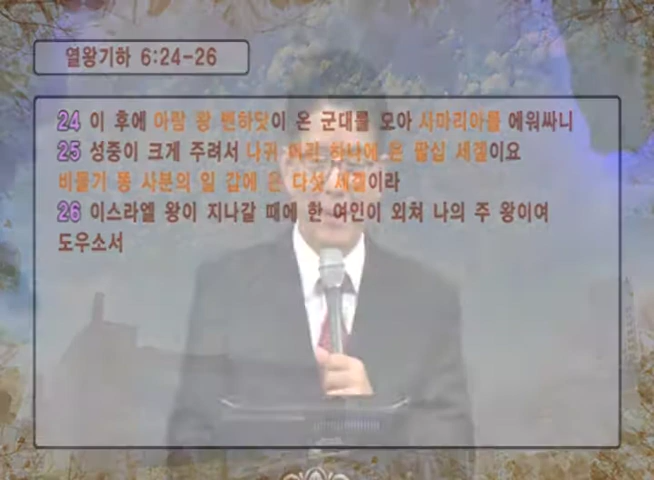 열왕기하 6:24-26
24 이 후에 아람 왕 벤하닷이 온 군대를 모아 사마리아를 에워싸니
25 성중이 크게 주려서 나귀 머리 하나에 은 팔십 세겔이요
비둘기 똥 사분의 일 갑에 은 다섯 세겔이라
26 이스라엘 왕이 지나갈 때에 한 여인이 외쳐 나의 주 왕이여
도우소서